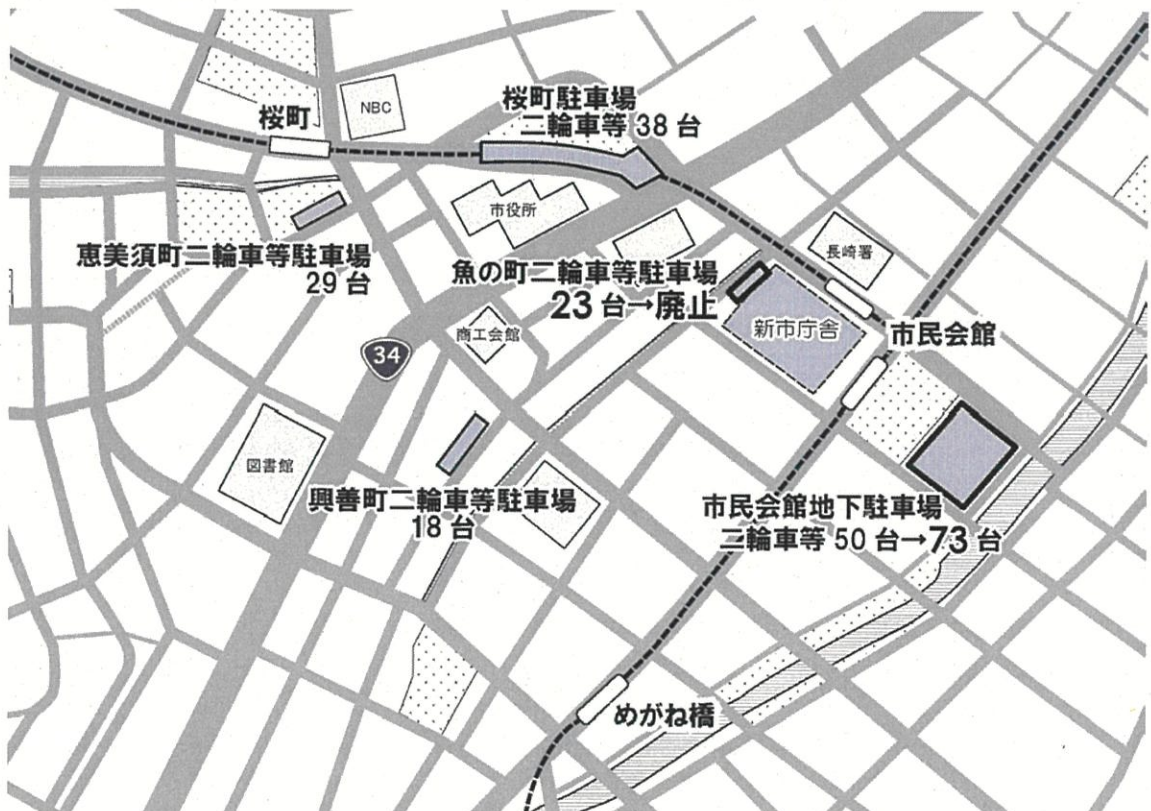 桜町
NBC
桜町駐車場
二輪車等 38 台
市役所
恵美須町二輪車等駐車場
29 台
長崎署
魚の町二輪車等駐車場
23 台→廃止
新市庁舎
市民会館
商工会館
34
図書館
興善町二輪車等駐車場
18 台
市民会館地下駐車場
二輪車等 50 台→73 台
めがね橋